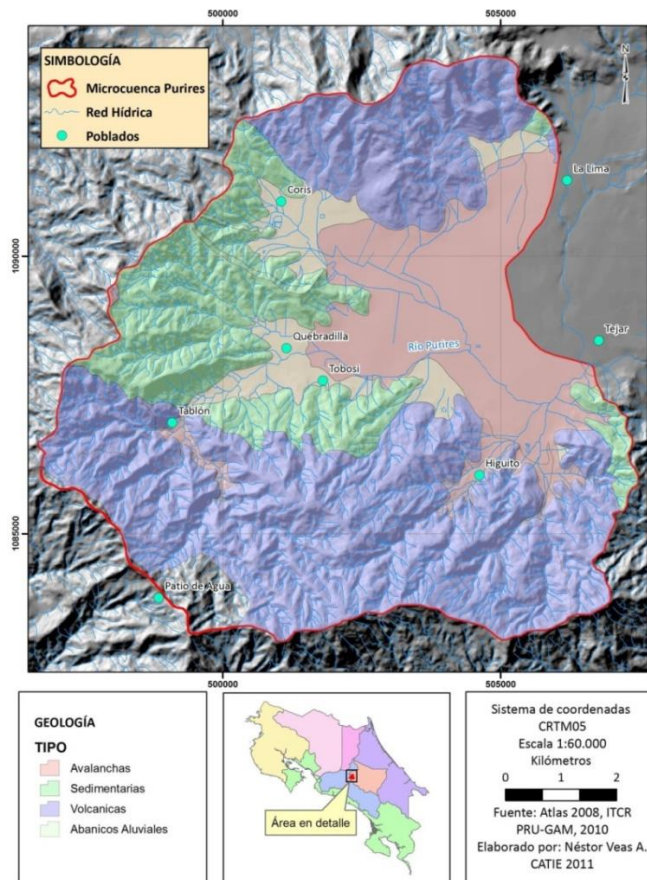 500000
505000
SIMBOLOGÍA
Microcuenca Purires
Red Hídrica
Poblados
N
La Lima
Coris
1090000
1090000
Tejar
Quebradilla
Río Purires
Tobosi
Tablón
Higuito
1085000
1085000
Patio de Agua
500000
505000
GEOLOGÍA
TIPO
Avalanchas
Sedimentarias
Volcanicas
Abanicos Aluviales
Área en detalle
Sistema de coordenadas
CRTM05
Escala 1:60.000
Kilómetros
0 1 2
Fuente: Atlas 2008, ITCR
PRU-GAM, 2010
Elaborado por: Néstor Veas A.
CATIE 2011